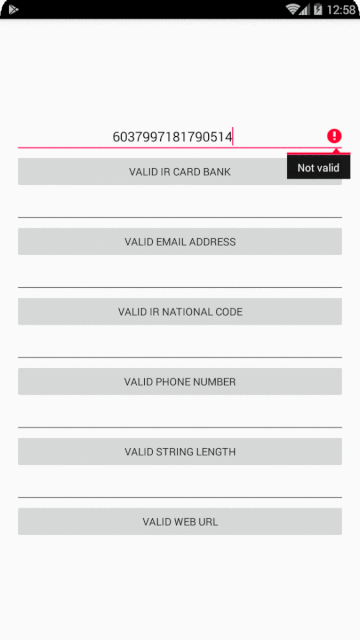 12:58
6037997181790514
VALID IR CARD BANK
Not valid
VALID EMAIL ADDRESS
VALID IR NATIONAL CODE
VALID PHONE NUMBER
VALID STRING LENGTH
VALID WEB URL